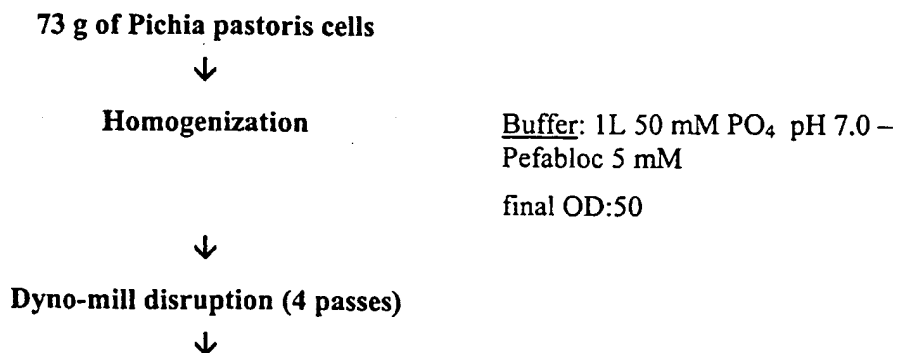 73 g of Pichia pastoris cells
↓
Homogenization
Buffer: 1L 50 mM PO₄ pH 7.0 –
Pefabloc 5 mM
final OD:50
↓
Dyno-mill disruption (4 passes)
↓